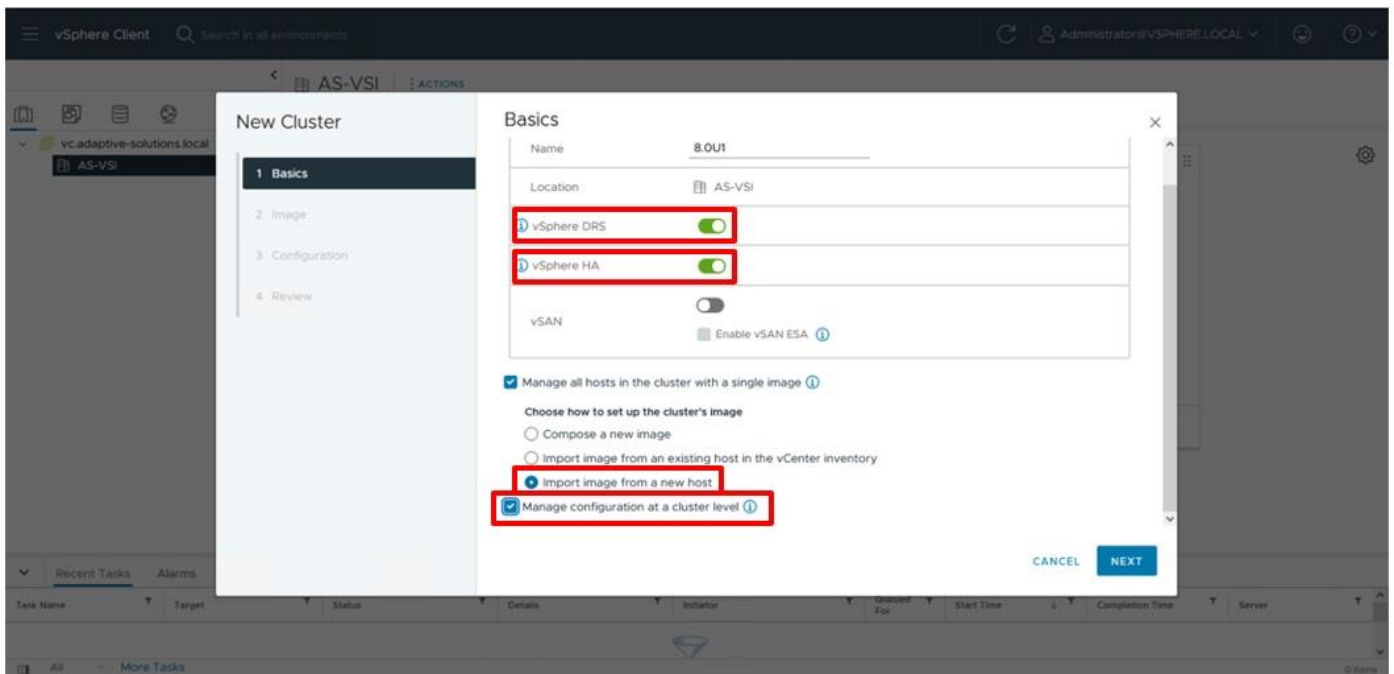 vSphere Client
Search in all environments
Administrator@VSPHERE.LOCAL
AS-VSI
ACTIONS
vc.adaptive-solutions.local
AS-VSI
New Cluster
1 Basics
2 Image
3 Configuration
4 Review
Basics
Name 8.0U1
Location AS-VSI
vSphere DRS
vSphere HA
vSAN
Enable vSAN ESA
Manage all hosts in the cluster with a single image
Choose how to set up the cluster's image
Compose a new image
Import image from an existing host in the vCenter inventory
Import image from a new host
Manage configuration at a cluster level
CANCEL NEXT
Recent Tasks Alarms
Task Name Target Status Details Initiator Queued For Start Time Completion Time Server
All More Tasks 0 items